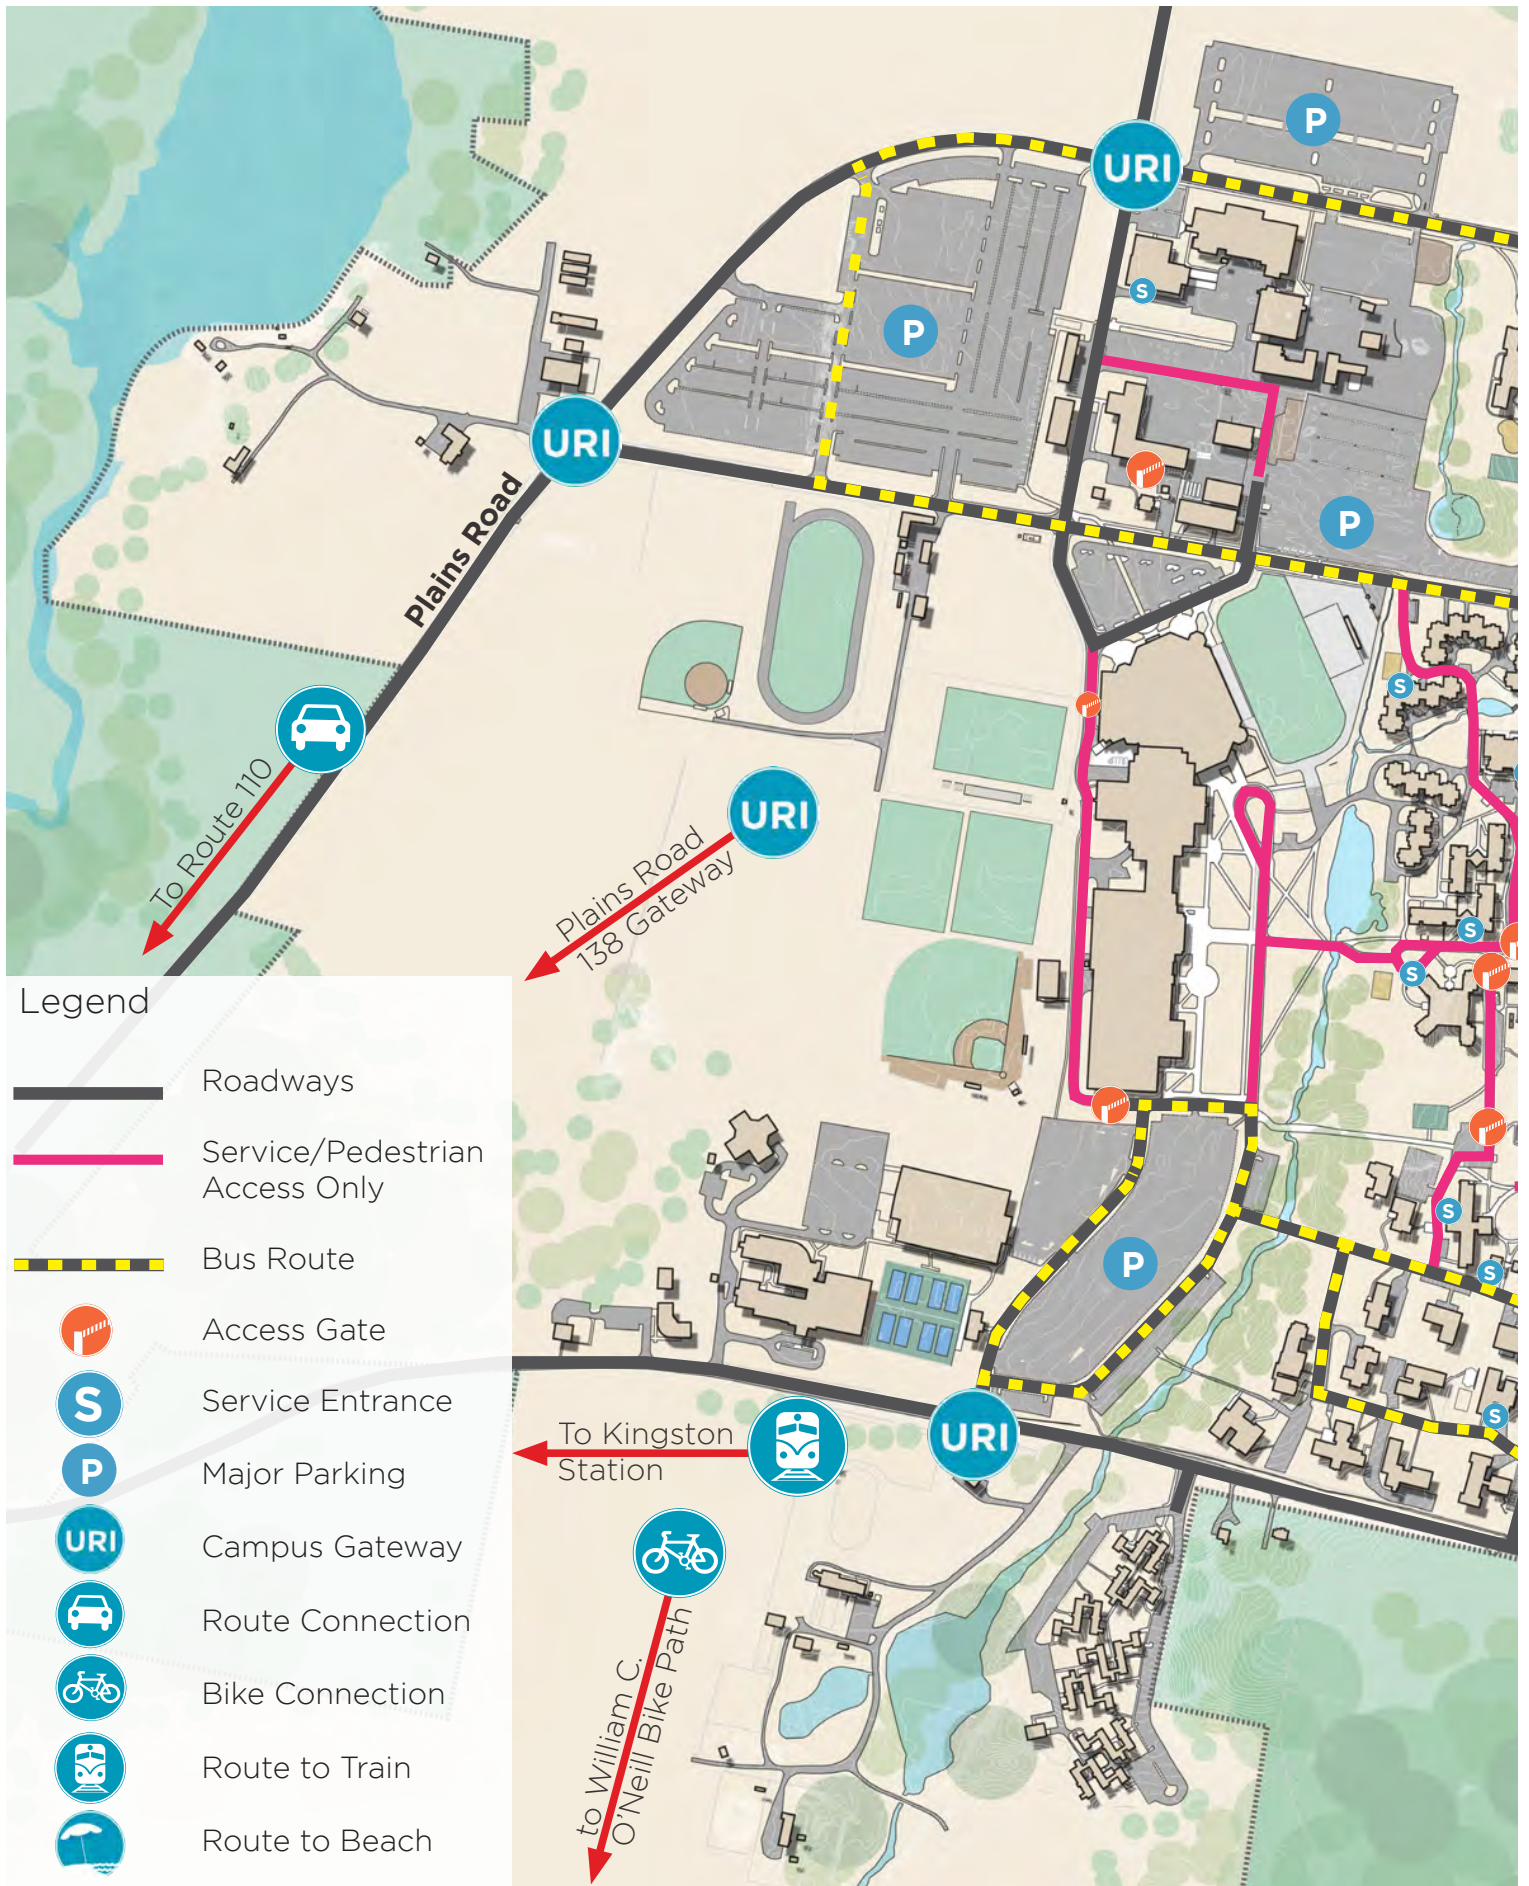 P
URI
S
P
URI
P
Plains Road
S
To Route 110
URI
Plains Road
138 Gateway
S
S
Legend
Roadways
Service/Pedestrian
Access Only
Bus Route
Access Gate
S
Service Entrance
P
Major Parking
URI
Campus Gateway
Route Connection
Bike Connection
Route to Train
Route to Beach
P
S
S
S
URI
To Kingston
Station
to William C.
O'Neill Bike Path